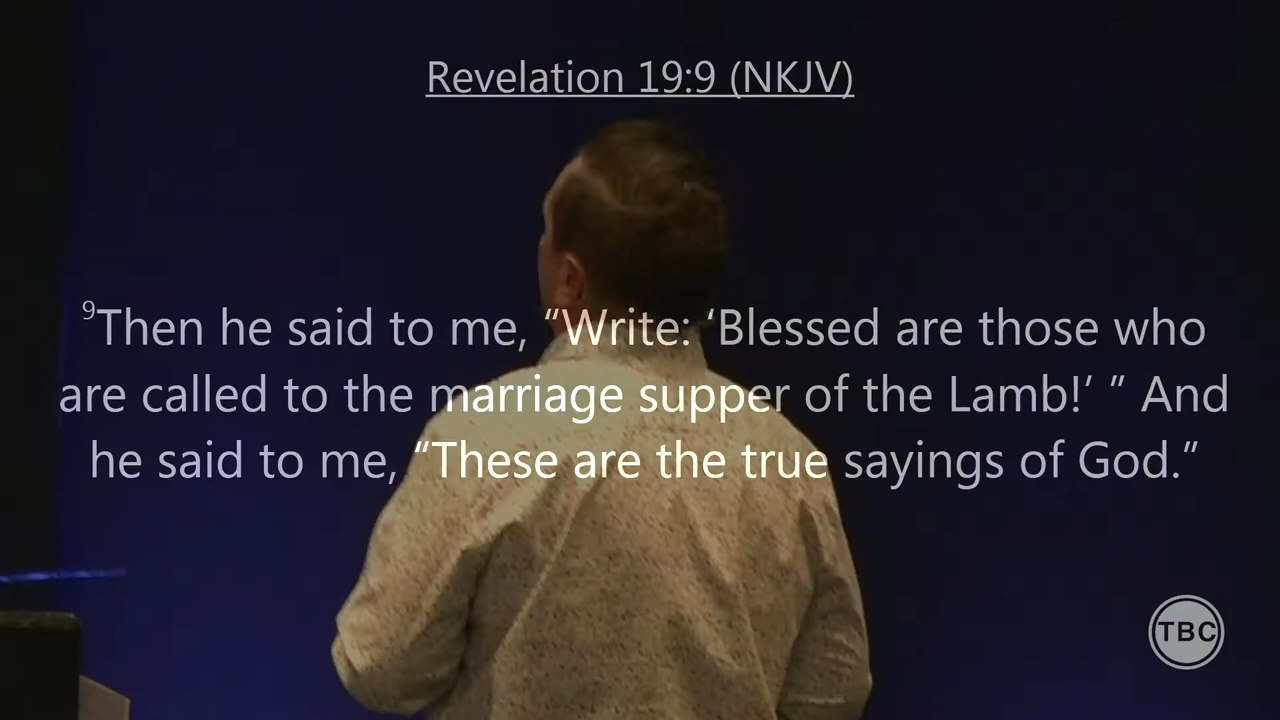 Revelation 19:9 (NKJV)
⁹Then he said to me, “Write: ‘Blessed are those who
are called to the marriage supper of the Lamb!’ ” And
he said to me, “These are the true sayings of God.”
TBC